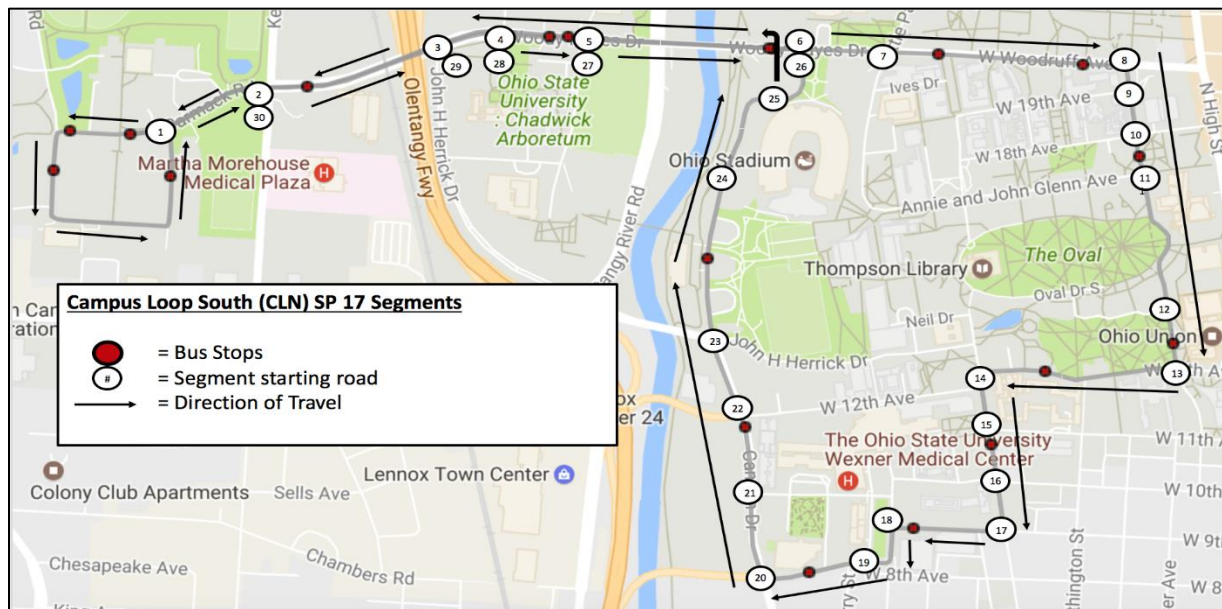 6
4
5
Woody Hayes Dr
3
28
27
26
7
W Woodruff Ave
8
29
Ohio State
University
: Chadwick
Arboretum
Ives Dr
2
25
9
W 19th Ave
30
1
Carmack Rd
John H Herrick Dr
Olentangy Fwy
10
N High St
W 18th Ave
Ohio Stadium
Martha Morehouse
Medical Plaza
H
24
11
Annie and John Glenn Ave
Olentangy River Rd
The Oval
Thompson Library
Oval Dr S
12
Campus Loop South (CLN) SP 17 Segments
= Bus Stops
# = Segment starting road
= Direction of Travel
Neil Dr
Ohio Union
23
John H Herrick Dr
13
14
22
W 12th Ave
15
The Ohio State University
Wexner Medical Center
H
W 11th A
Lennox Town Center
21
16
W 10th
Colony Club Apartments
Sells Ave
18
17
W 9th
Chesapeake Ave
Chambers Rd
19
20
W 8th Ave
W 8